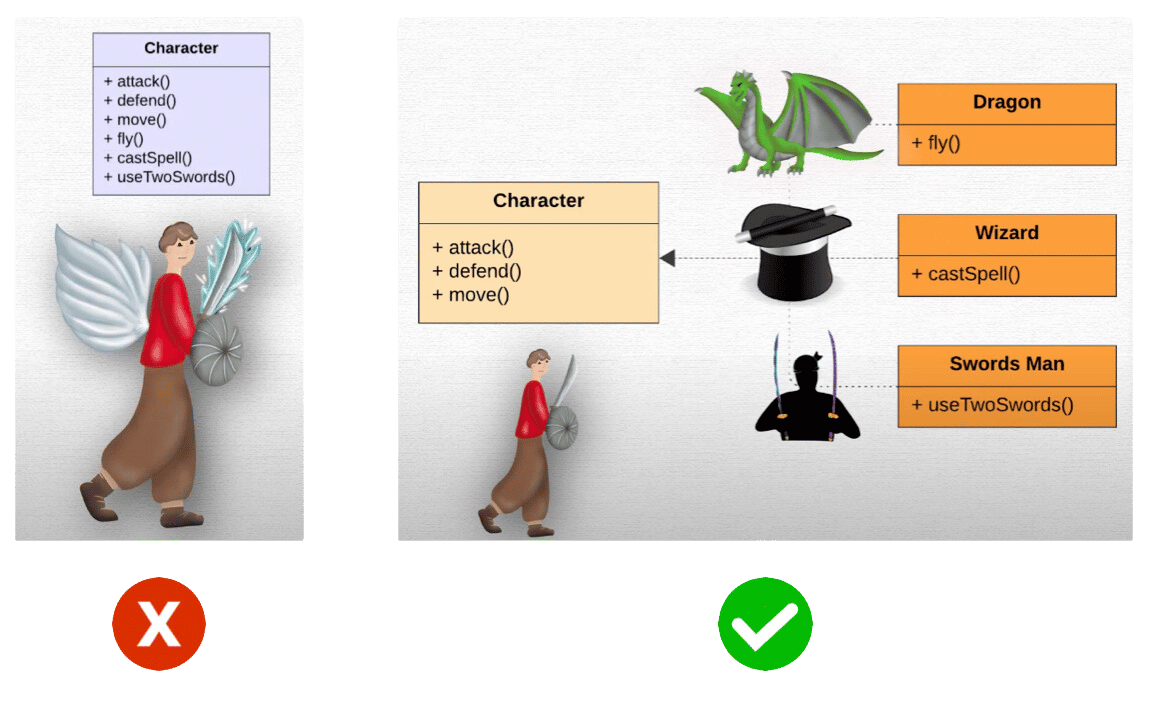 Character
+ attack()
+ defend()
+ move()
+ fly()
+ castSpell()
+ useTwoSwords()
Character
+ attack()
+ defend()
+ move()
Dragon
+ fly()
Wizard
+ castSpell()
Swords Man
+ useTwoSwords()
X